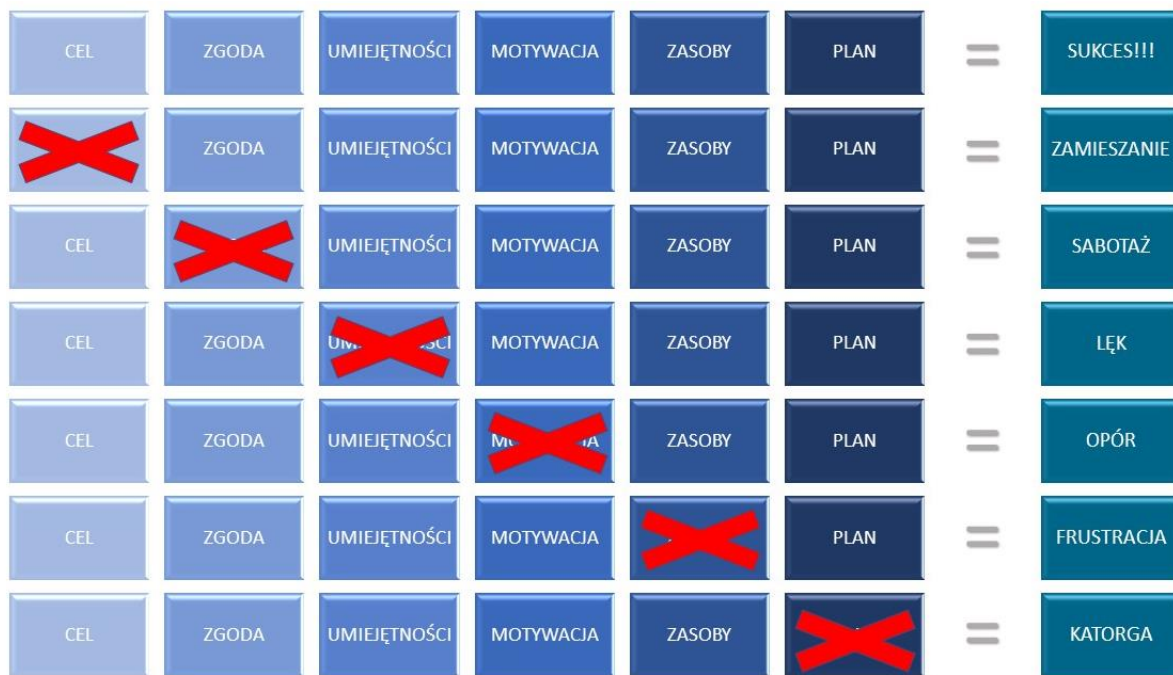 CEL ZGODA UMIEJĘTNOŚCI MOTYWACJA ZASOBY PLAN = SUKCES!!!
ZGODA UMIEJĘTNOŚCI MOTYWACJA ZASOBY PLAN = ZAMIESZANIE
CEL UMIEJĘTNOŚCI MOTYWACJA ZASOBY PLAN = SABOTAŻ
CEL ZGODA MOTYWACJA ZASOBY PLAN = LĘK
CEL ZGODA UMIEJĘTNOŚCI ZASOBY PLAN = OPÓR
CEL ZGODA UMIEJĘTNOŚCI MOTYWACJA PLAN = FRUSTRACJA
CEL ZGODA UMIEJĘTNOŚCI MOTYWACJA ZASOBY = KATORGA